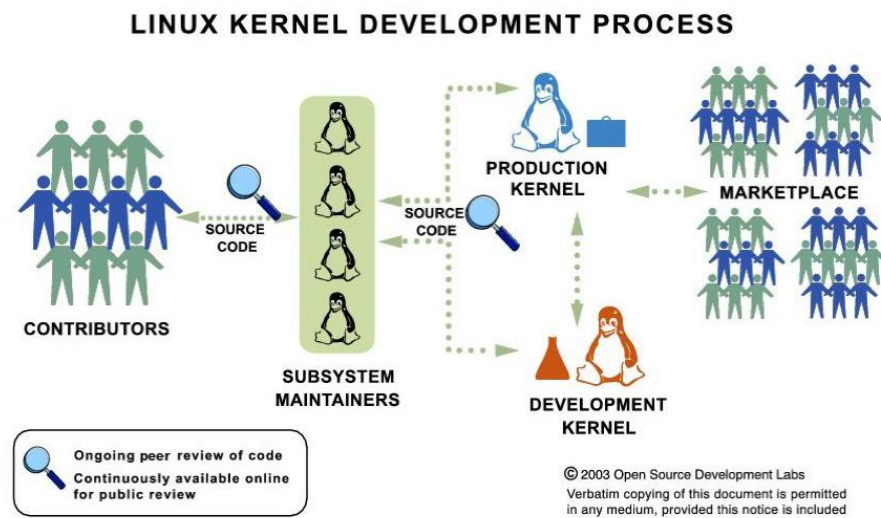 LINUX KERNEL DEVELOPMENT PROCESS
CONTRIBUTORS
SOURCE
CODE
SUBSYSTEM
MAINTAINERS
SOURCE
CODE
PRODUCTION
KERNEL
DEVELOPMENT
KERNEL
MARKETPLACE
Ongoing peer review of code
Continuously available online
for public review
© 2003 Open Source Development Labs
Verbatim copying of this document is permitted
in any medium, provided this notice is included